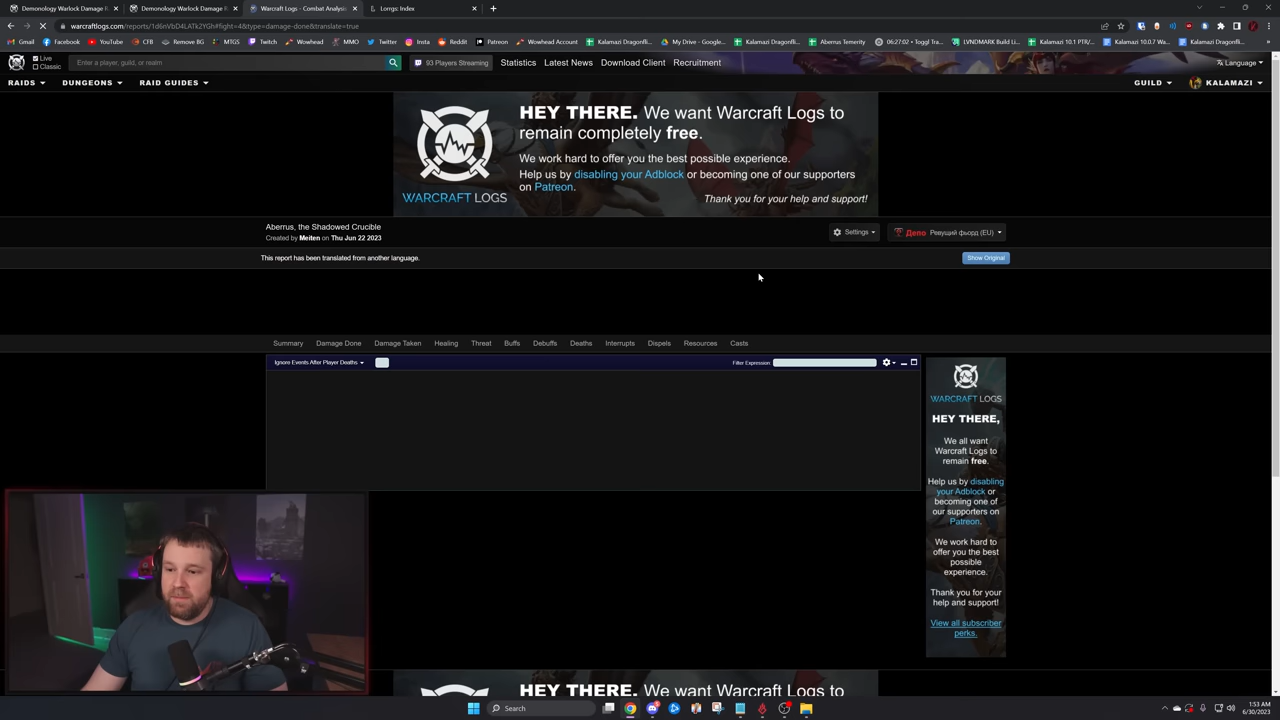 Demonology Warlock Damage R
Demonology Warlock Damage R
Warcraft Logs - Combat Analysis
Lorrgs: Index
warcraftlogs.com/reports/1d6nVbD4LATk2YGh#fight=4&type=damage-done&translate=true
Gmail
Facebook
YouTube
CFB
Remove BG
MTGS
Twitch
Wowhead
MMO
Twitter
Insta
Reddit
Patreon
Wowhead Account
Kalamazi Dragonfli...
My Drive - Google...
Kalamazi Dragonfli...
Aberrus Temerity
06:27:02 • Toggl Tra...
LVNDMARK Build Li...
Kalamazi 10.1 PTR/...
Kalamazi 10.0.7 Wa...
Kalamazi Dragonfli...
Live
Classic
Enter a player, guild, or realm
93 Players Streaming
Statistics
Latest News
Download Client
Recruitment
Language
RAIDS
DUNGEONS
RAID GUIDES
GUILD
KALAMAZI
HEY THERE. We want Warcraft Logs to
remain completely free.
We work hard to offer you the best possible experience.
Help us by disabling your Adblock or becoming one of our supporters
on Patreon.
WARCRAFT LOGS
Thank you for your help and support!
Aberrus, the Shadowed Crucible
Created by Meiten on Thu Jun 22 2023
Settings
Депо Ревущий фьорд (EU)
This report has been translated from another language.
Show Original
Summary
Damage Done
Damage Taken
Healing
Threat
Buffs
Debuffs
Deaths
Interrupts
Dispels
Resources
Casts
Ignore Events After Player Deaths
Filter Expression:
WARCRAFT LOGS
HEY THERE,
We all want
Warcraft Logs to
remain free.
Help us by disabling
your Adblock or
becoming one of
our supporters on
Patreon.
We work hard to
offer you the best
possible
experience.
Thank you for your
help and support!
View all subscriber
perks.
HEY THERE. We want Warcraft Logs to
Search
1:53 AM
6/30/2023